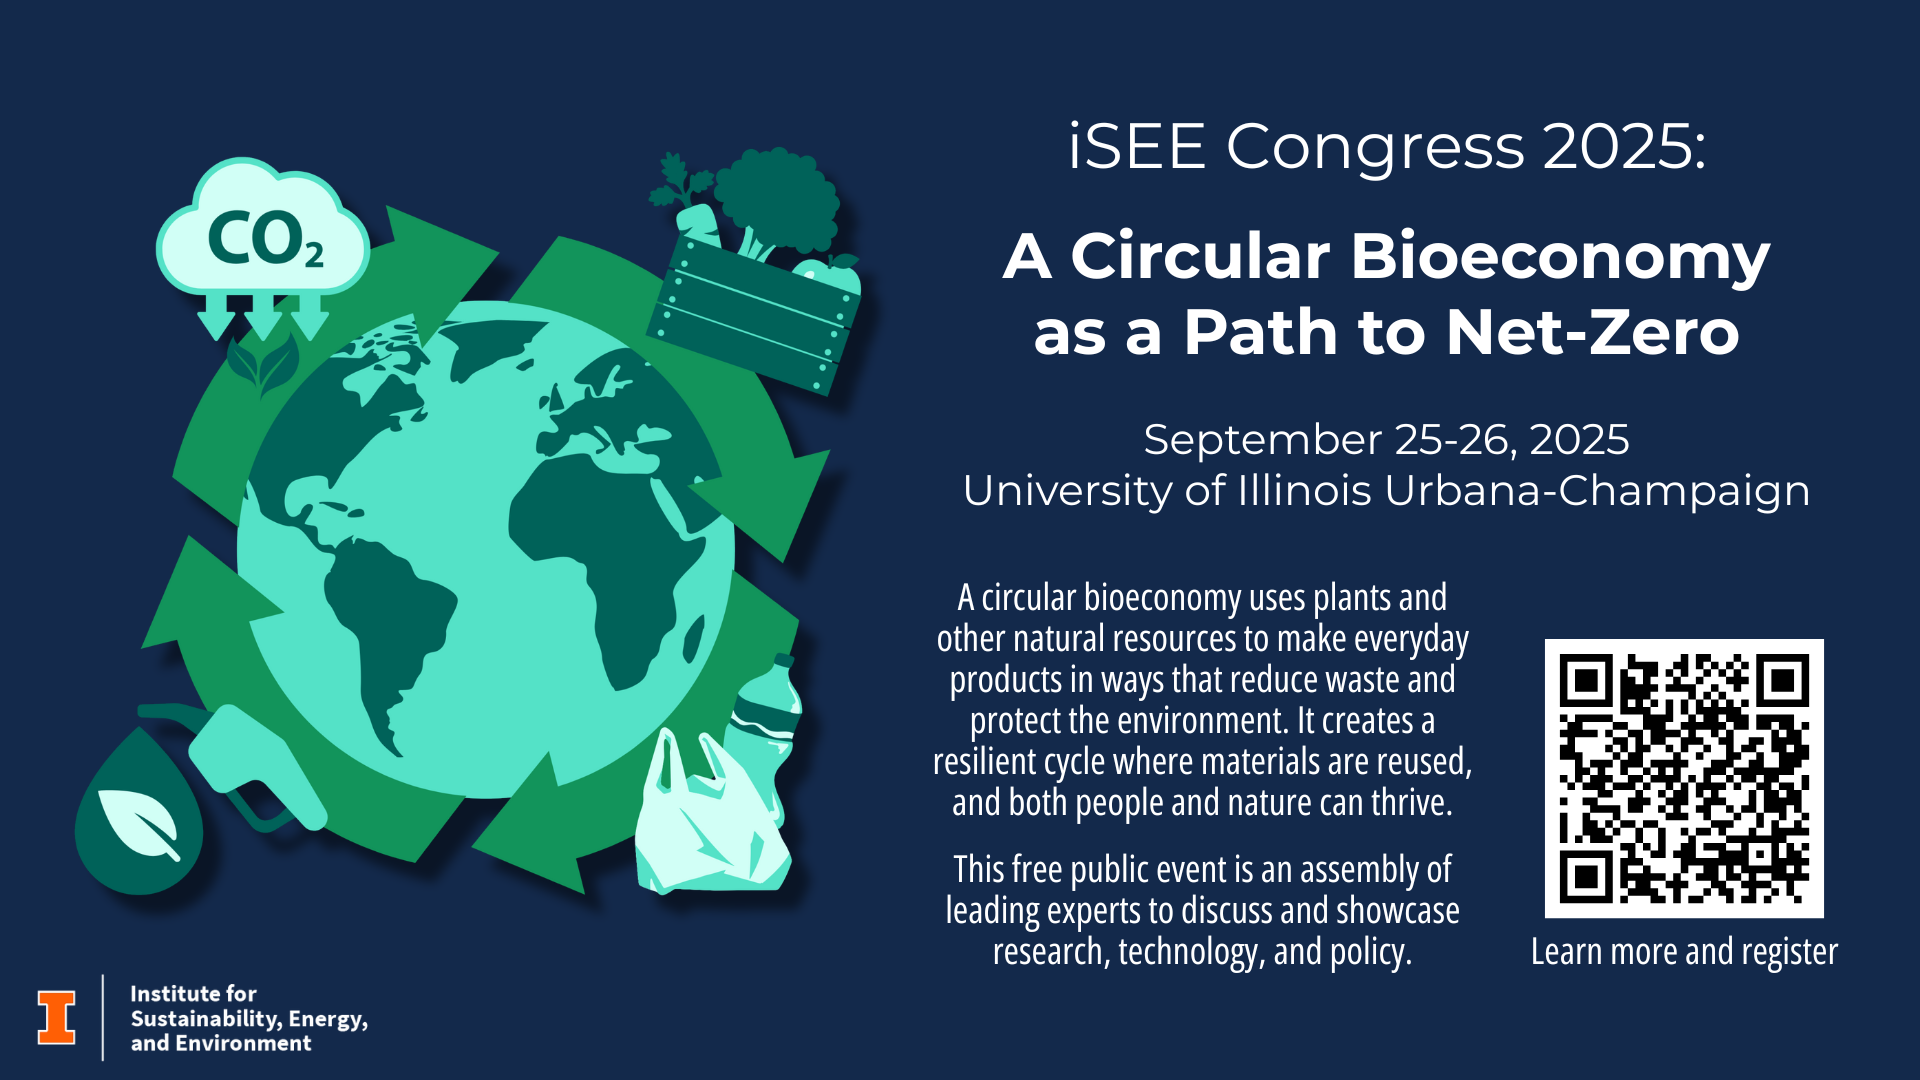 CO₂
iSEE Congress 2025:
A Circular Bioeconomy
as a Path to Net-Zero
September 25-26, 2025
University of Illinois Urbana-Champaign
A circular bioeconomy uses plants and
other natural resources to make everyday
products in ways that reduce waste and
protect the environment. It creates a
resilient cycle where materials are reused,
and both people and nature can thrive.
This free public event is an assembly of
leading experts to discuss and showcase
research, technology, and policy.
Learn more and register
I
Institute for
Sustainability, Energy,
and Environment